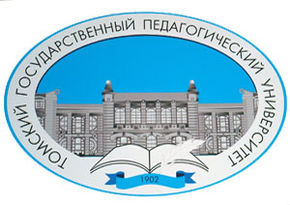 ТОМСКИЙ ГОСУДАРСТВЕННЫЙ ПЕДАГОГИЧЕСКИЙ УНИВЕРСИТЕТ
1902